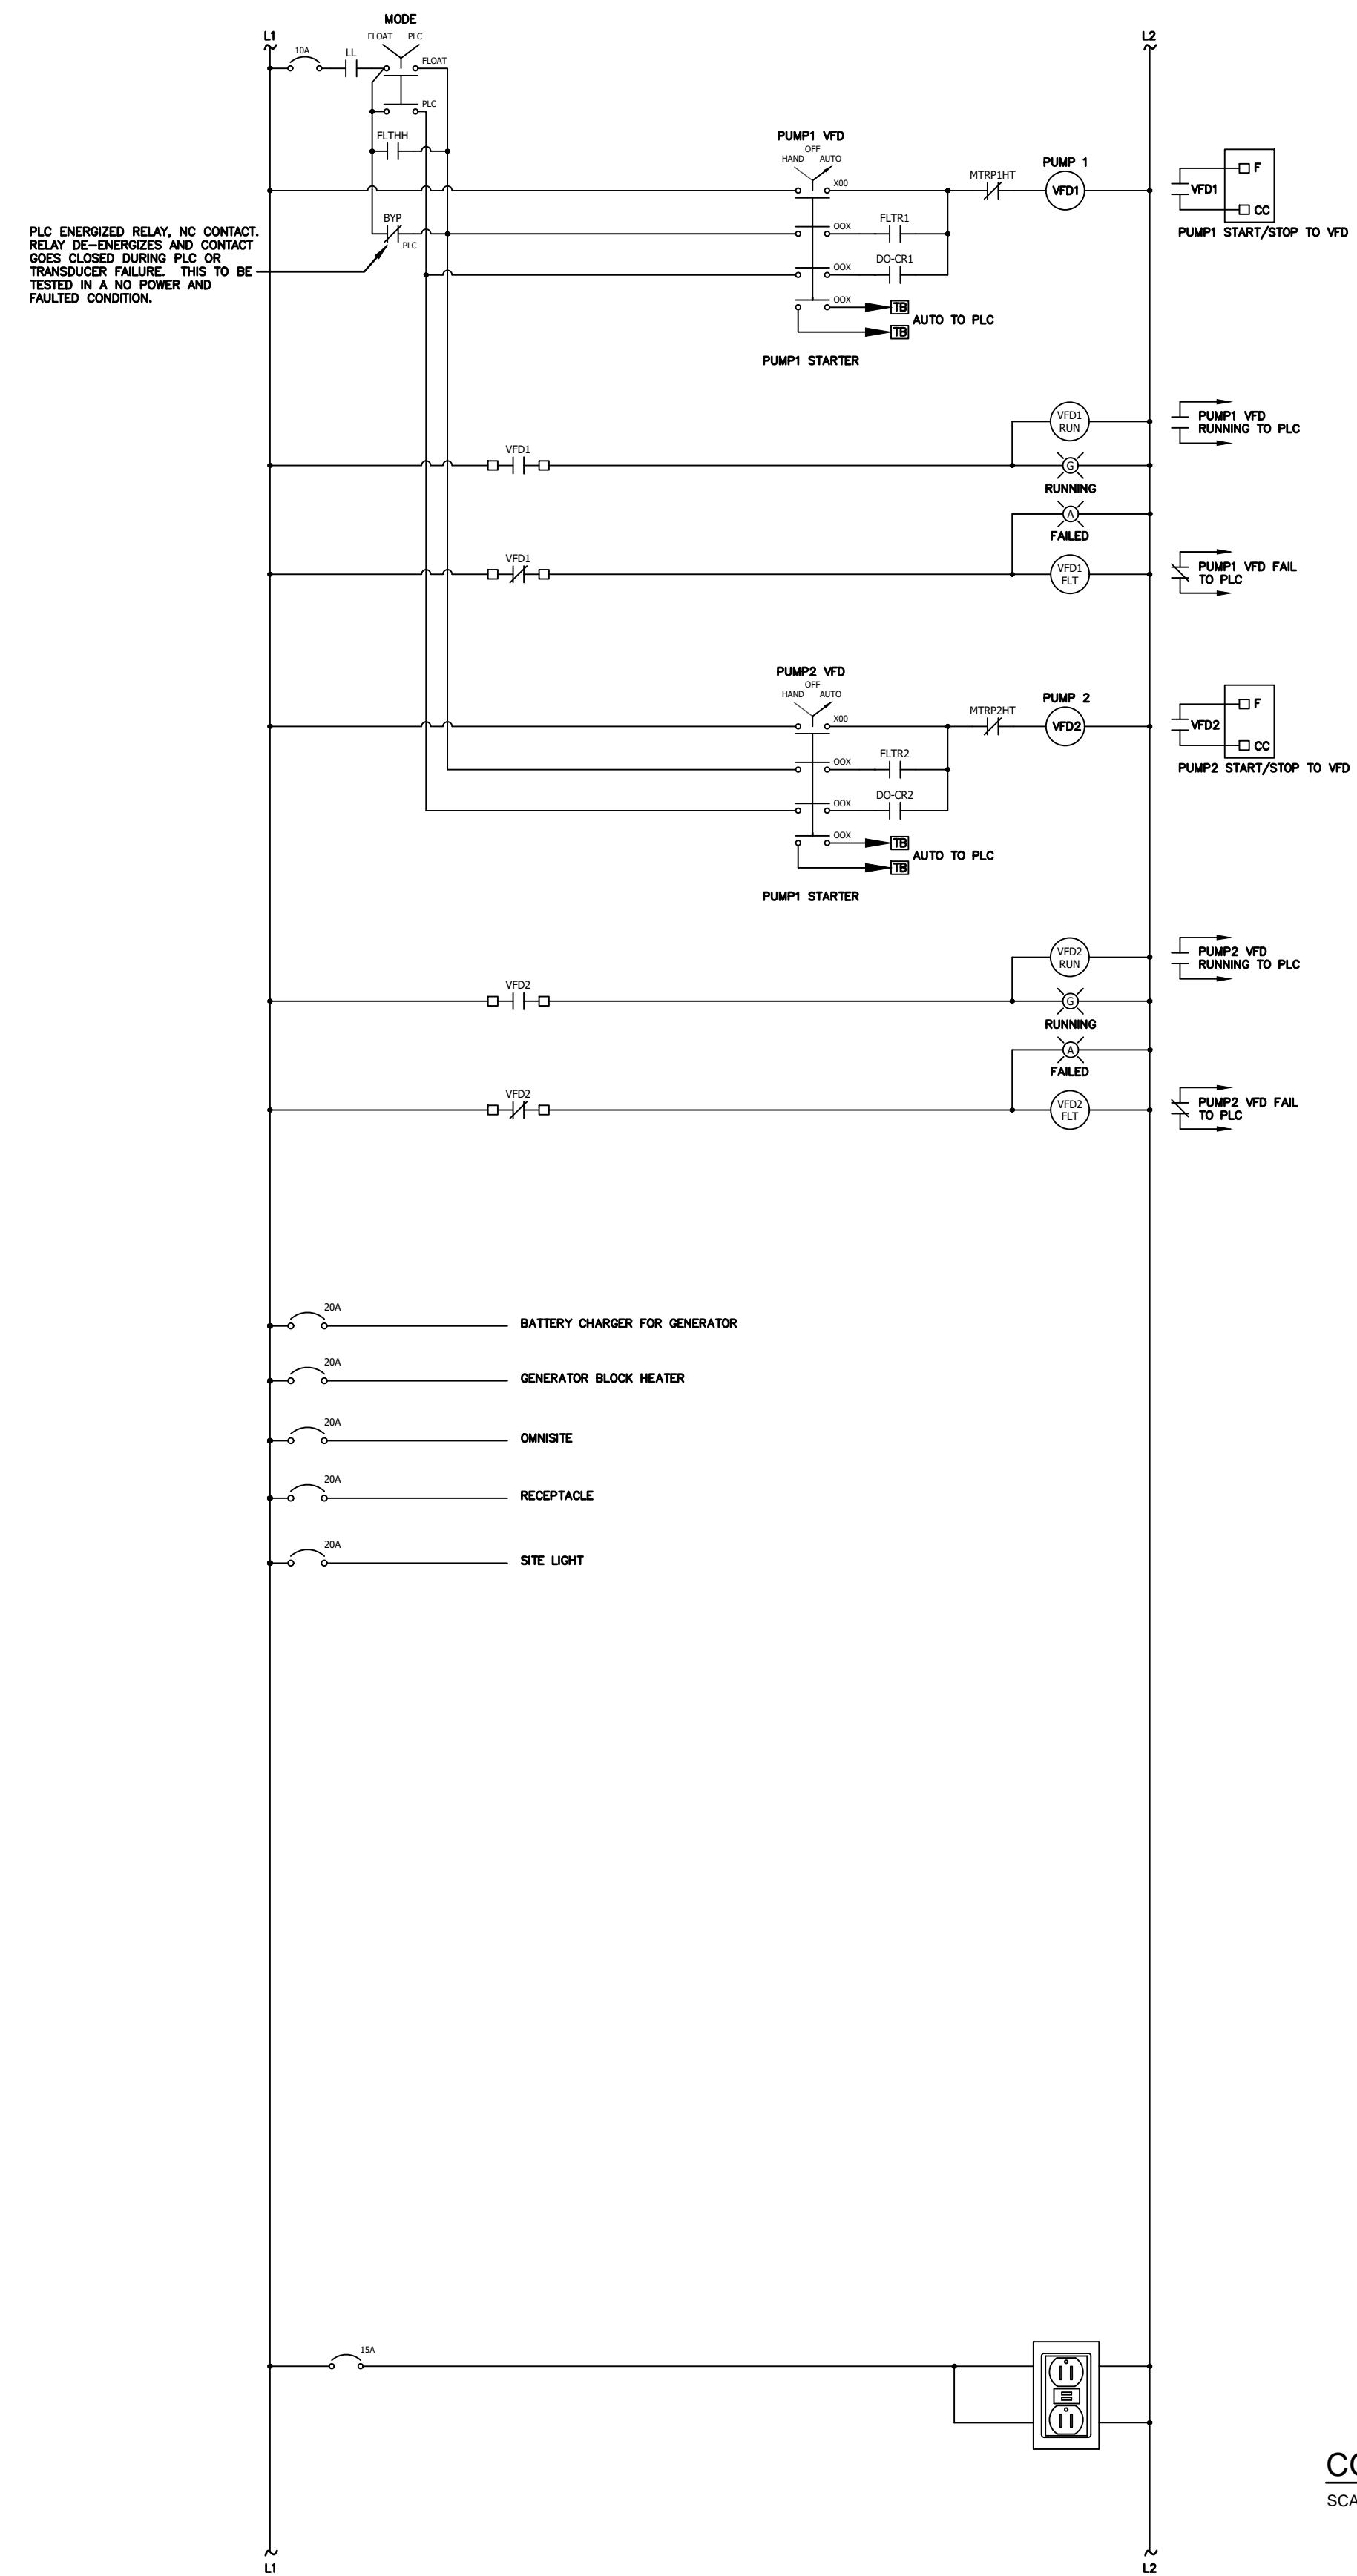 MODE
L1
L2
FLOAT PLC
10A
LL
FLOAT
PLC
FLTHH
PUMP1 VFD
OFF
HAND AUTO
X00
MTRP1HT
PUMP 1
VFD1
VFD1
F
CC
PUMP1 START/STOP TO VFD
BYP
PLC
PLC ENERGIZED RELAY, NC CONTACT.
RELAY DE-ENERGIZES AND CONTACT
GOES CLOSED DURING PLC OR
TRANSDUCER FAILURE. THIS TO BE
TESTED IN A NO POWER AND
FAULTED CONDITION.
OOX
FLTR1
OOX
DO-CR1
OOX
TB
AUTO TO PLC
TB
PUMP1 STARTER
VFD1
RUN
PUMP1 VFD
RUNNING TO PLC
VFD1
G
RUNNING
A
FAILED
VFD1
VFD1
FLT
PUMP1 VFD FAIL
TO PLC
PUMP2 VFD
OFF
HAND AUTO
X00
MTRP2HT
PUMP 2
VFD2
VFD2
F
CC
PUMP2 START/STOP TO VFD
OOX
FLTR2
OOX
DO-CR2
OOX
TB
AUTO TO PLC
TB
PUMP1 STARTER
VFD2
RUN
PUMP2 VFD
RUNNING TO PLC
VFD2
G
RUNNING
A
FAILED
VFD2
VFD2
FLT
PUMP2 VFD FAIL
TO PLC
20A
BATTERY CHARGER FOR GENERATOR
20A
GENERATOR BLOCK HEATER
20A
OMNISITE
20A
RECEPTACLE
20A
SITE LIGHT
15A
L1
L2